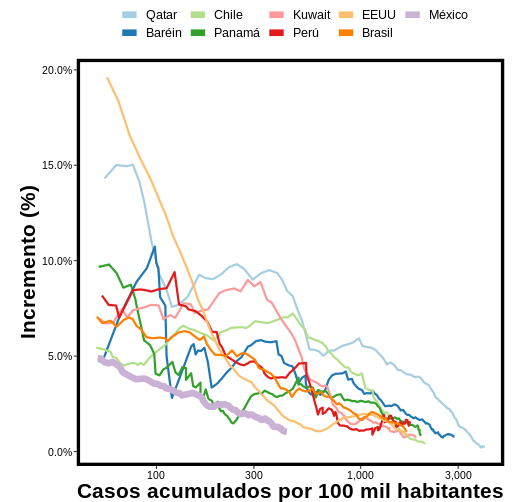 Qatar Chile Kuwait EEUU México
Baréin Panamá Perú Brasil
20.0%
15.0%
10.0%
5.0%
0.0%
Incremento (%)
100 300 1,000 3,000
Casos acumulados por 100 mil habitantes